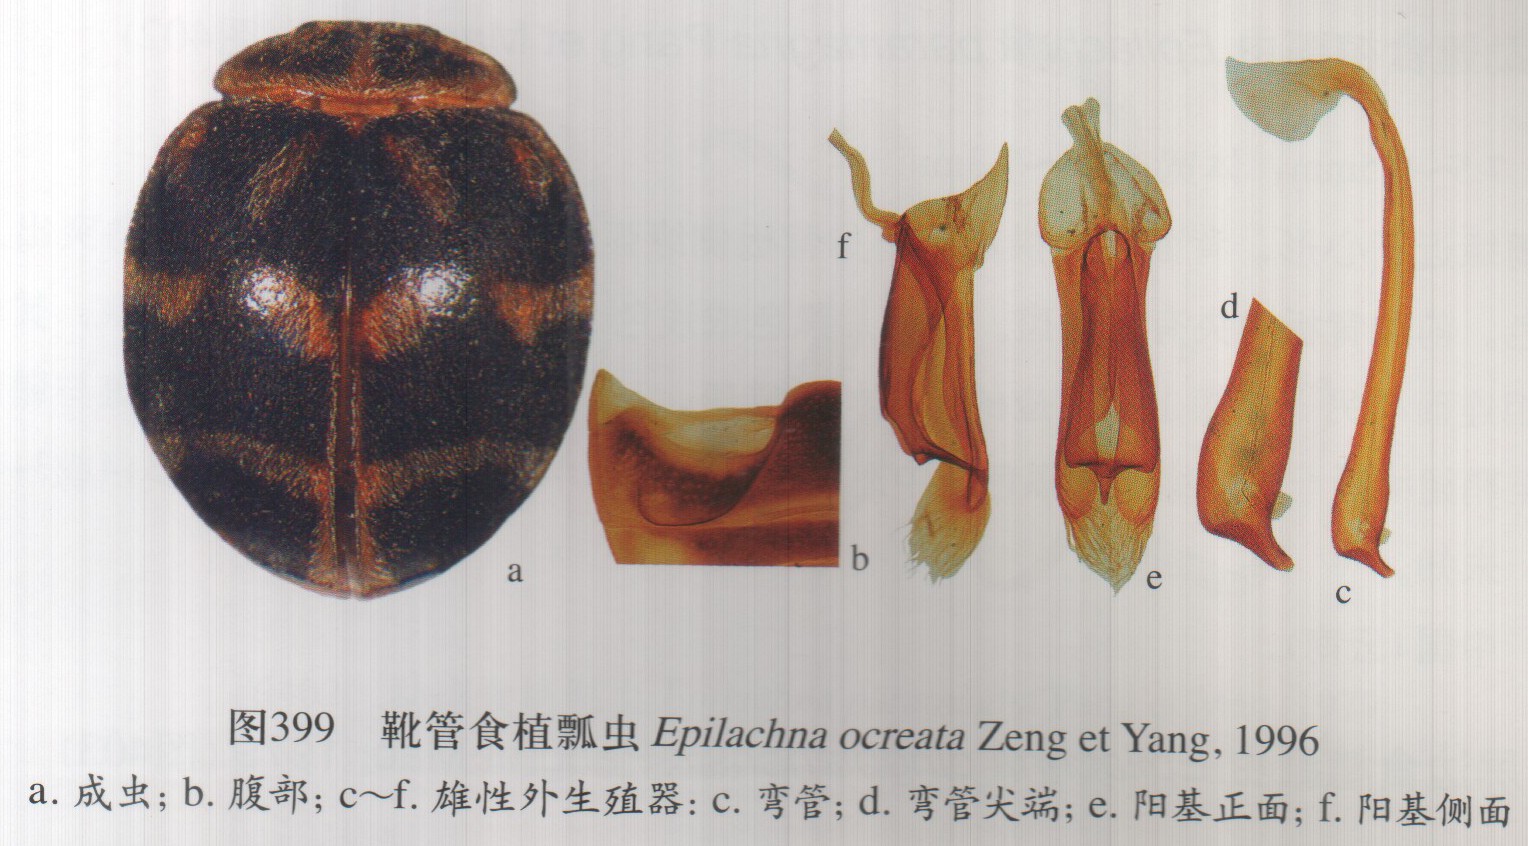 f
d
a
b
e
c
图399 靴管食植瓢虫 Epilachna ocreata Zeng et Yang, 1996
a. 成虫; b. 腹部; c～f. 雄性外生殖器: c. 弯管; d. 弯管尖端; e. 阳基正面; f. 阳基侧面